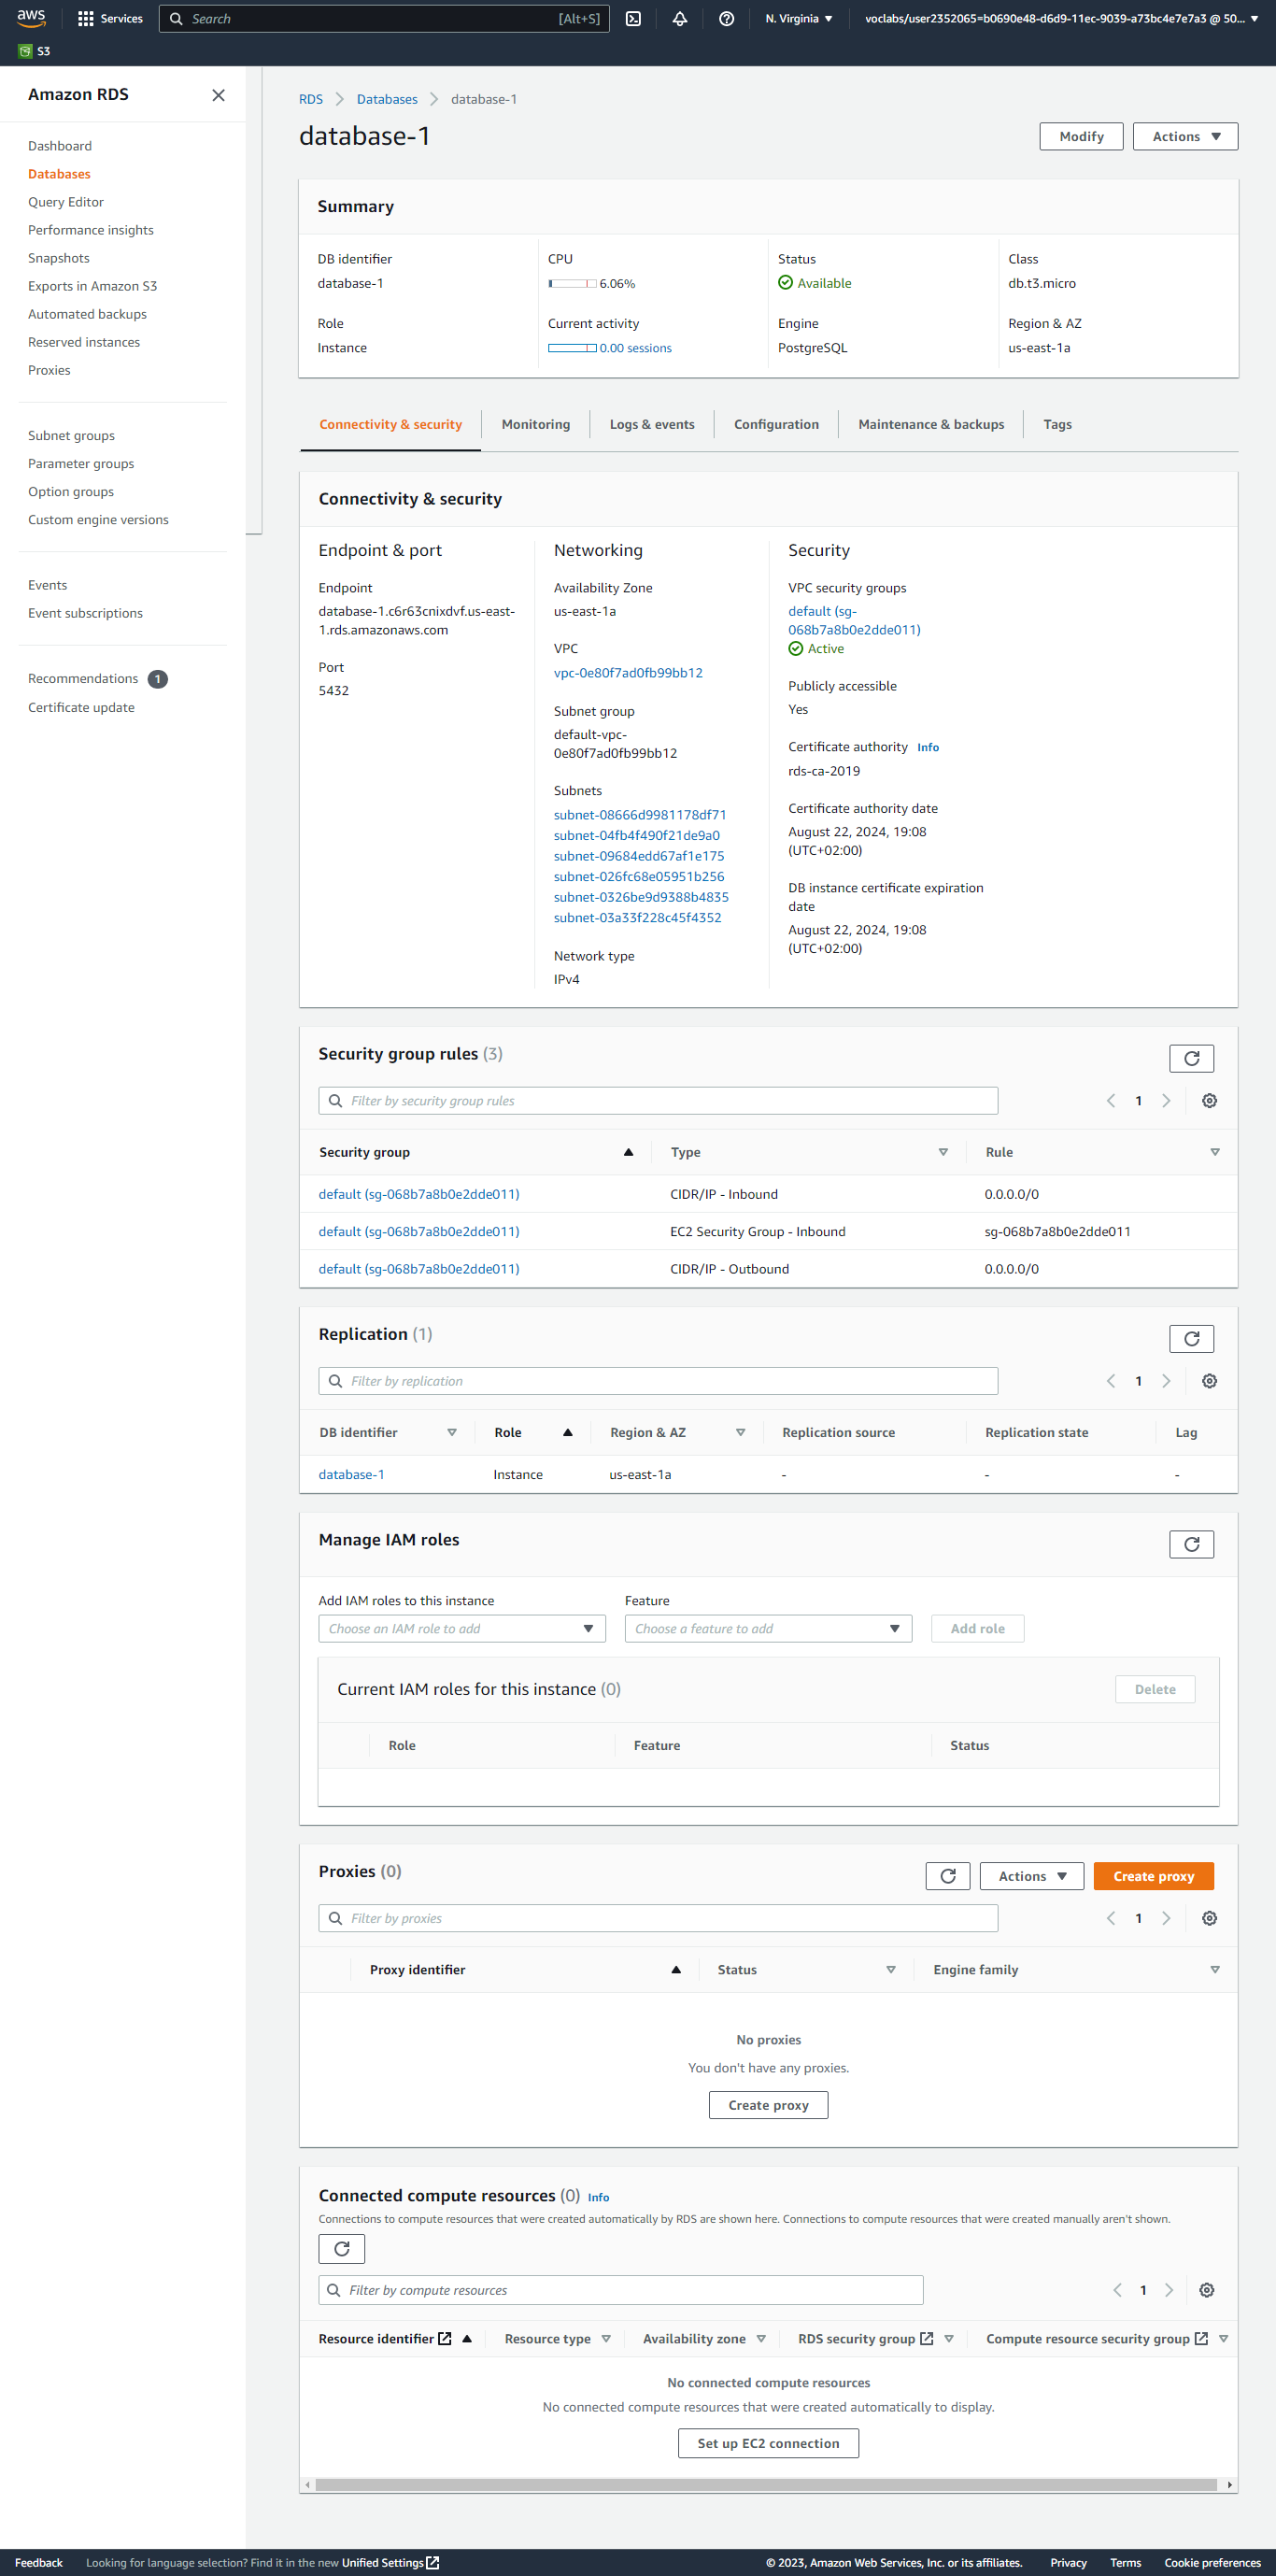 aws
Services
Search
[Alt+S]
N. Virginia
voclabs/user2352065=b0690e48-d6d9-11ec-9039-a73bc4e7e7a3 @ 50...
S3
Amazon RDS
Dashboard
Databases
Query Editor
Performance insights
Snapshots
Exports in Amazon S3
Automated backups
Reserved instances
Proxies
Subnet groups
Parameter groups
Option groups
Custom engine versions
Events
Event subscriptions
Recommendations 1
Certificate update
RDS > Databases > database-1
database-1
Modify
Actions
Summary
DB identifier
database-1
CPU
6.06%
Status
Available
Class
db.t3.micro
Role
Instance
Current activity
0.00 sessions
Engine
PostgreSQL
Region & AZ
us-east-1a
Connectivity & security
Monitoring
Logs & events
Configuration
Maintenance & backups
Tags
Connectivity & security
Endpoint & port
Endpoint
database-1.c6r63cnixdvf.us-east-
1.rds.amazonaws.com
Port
5432
Networking
Availability Zone
us-east-1a
VPC
vpc-0e80f7ad0fb99bb12
Subnet group
default-vpc-
0e80f7ad0fb99bb12
Subnets
subnet-08666d9981178df71
subnet-04fb4f490f21de9a0
subnet-09684edd67af1e175
subnet-026fc68e05951b256
subnet-0326be9d9388b4835
subnet-03a33f228c45f4352
Network type
IPv4
Security
VPC security groups
default (sg-
068b7a8b0e2dde011)
Active
Publicly accessible
Yes
Certificate authority Info
rds-ca-2019
Certificate authority date
August 22, 2024, 19:08
(UTC+02:00)
DB instance certificate expiration
date
August 22, 2024, 19:08
(UTC+02:00)
Security group rules (3)
Filter by security group rules
1
Security group
Type
Rule
default (sg-068b7a8b0e2dde011)
CIDR/IP - Inbound
0.0.0.0/0
default (sg-068b7a8b0e2dde011)
EC2 Security Group - Inbound
sg-068b7a8b0e2dde011
default (sg-068b7a8b0e2dde011)
CIDR/IP - Outbound
0.0.0.0/0
Replication (1)
Filter by replication
1
DB identifier
Role
Region & AZ
Replication source
Replication state
Lag
database-1
Instance
us-east-1a
-
-
-
Manage IAM roles
Add IAM roles to this instance
Choose an IAM role to add
Feature
Choose a feature to add
Add role
Current IAM roles for this instance (0)
Delete
Role
Feature
Status
Proxies (0)
Actions
Create proxy
Filter by proxies
1
Proxy identifier
Status
Engine family
No proxies
You don't have any proxies.
Create proxy
Connected compute resources (0) Info
Connections to compute resources that were created automatically by RDS are shown here. Connections to compute resources that were created manually aren't shown.
Filter by compute resources
1
Resource identifier
Resource type
Availability zone
RDS security group
Compute resource security group
No connected compute resources
No connected compute resources that were created automatically to display.
Set up EC2 connection
Feedback
Looking for language selection? Find it in the new Unified Settings
© 2023, Amazon Web Services, Inc. or its affiliates.
Privacy
Terms
Cookie preferences